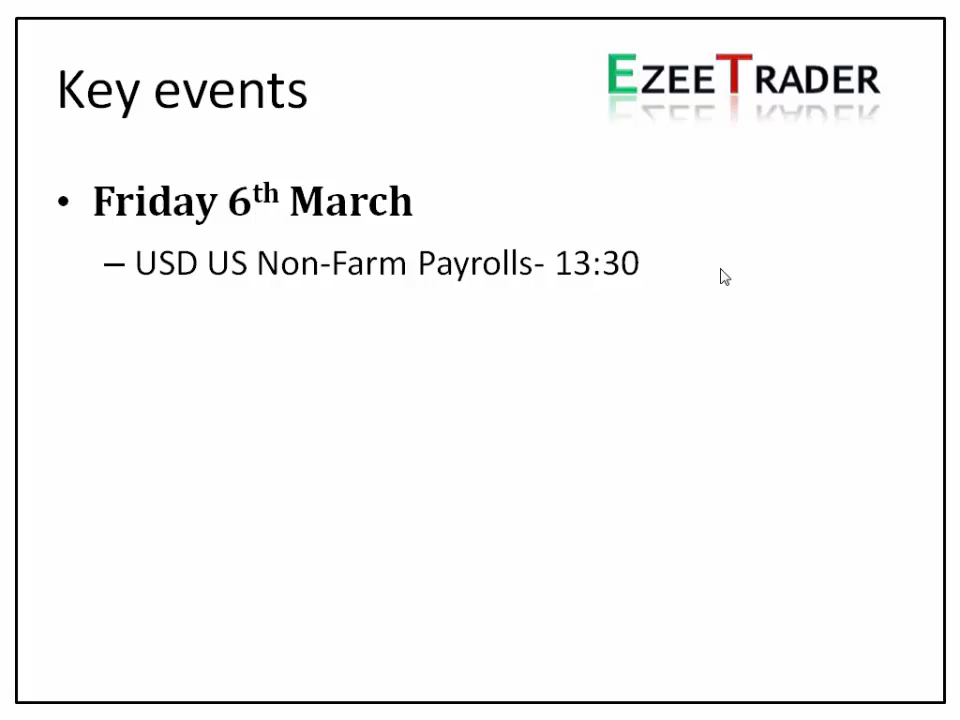 Key events
EZEETRADER
• Friday 6th March
– USD US Non-Farm Payrolls- 13:30